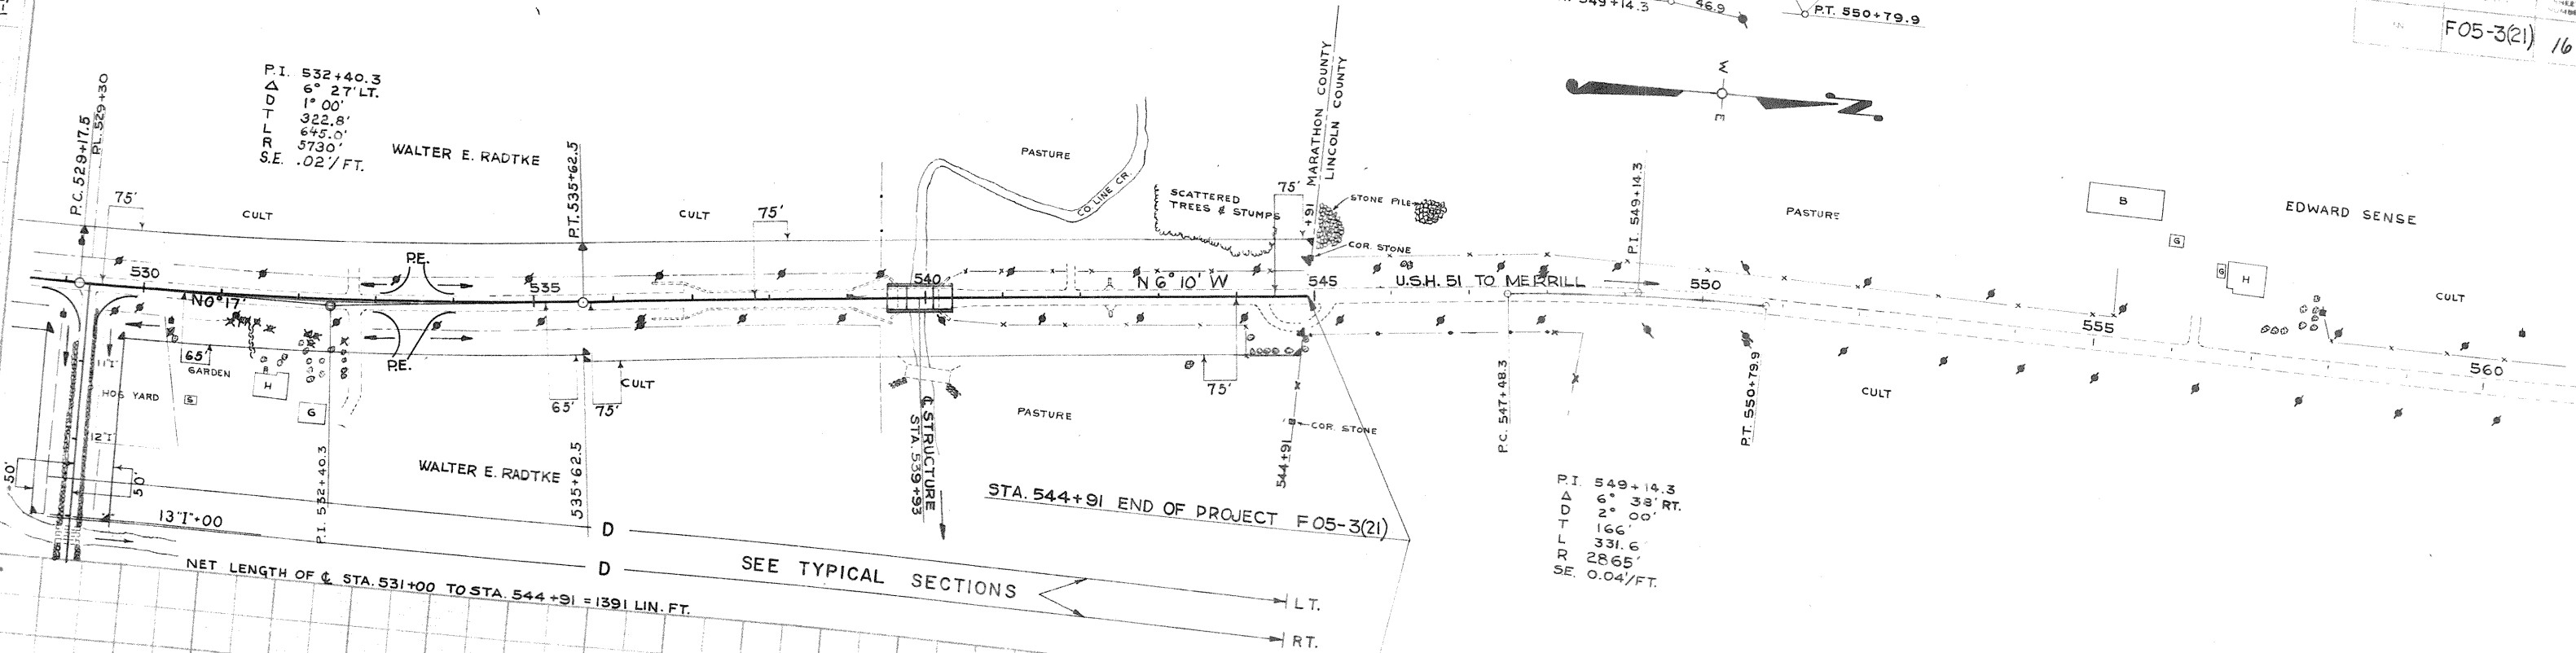 549+14.3
46.9
P.T. 550+79.9
F05-3(21)
16
P.I. 532+40.3
Δ 6° 27' LT.
D 1° 00'
T 322.8'
L 645.0'
R 5730'
S.E. .02'/FT.
WALTER E. RADTKE
P.C. 529+17.5
PL. 529+30
P.T. 535+62.5
PASTURE
CO. LINE CR.
MARATHON COUNTY
LINCOLN COUNTY
W
E
N
SCATTERED
TREES & STUMPS
75'
+91
STONE PILE
COR. STONE
P.I. 549+14.3
PASTURE
B
G
EDWARD SENSE
75'
CULT
CULT
75'
P.E.
530
535
540
545
550
555
560
N0°17'
N 6° 10' W
U.S.H. 51 TO MERRILL
G
H
CULT
65'
GARDEN
11"I"
HOG YARD
G
H
G
P.E.
CULT
65'
75'
75'
PASTURE
COR. STONE
CULT
P.C. 547+48.3
P.T. 550+79.9
12"I"
50'
50'
P.I. 532+40.3
WALTER E. RADTKE
535+62.5
℄ STRUCTURE
STA. 539+93
544+91
STA. 544+91 END OF PROJECT F05-3(21)
P.I. 549+14.3
Δ 6° 38' RT.
D 2° 00'
T 166'
L 331.6
R 2865'
SE. 0.04'/FT.
13"I"+00
D
D
SEE TYPICAL SECTIONS
LT.
RT.
NET LENGTH OF ℄ STA. 531+00 TO STA. 544+91 = 1391 LIN. FT.